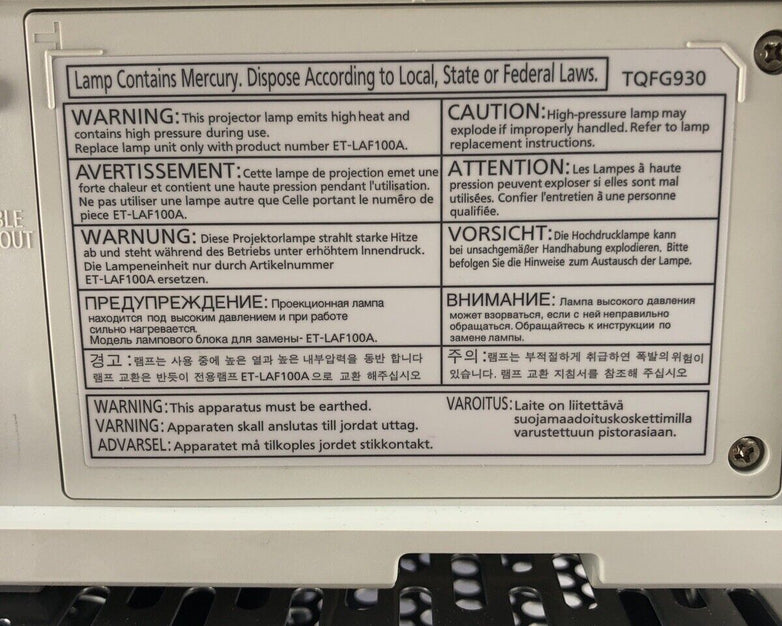 Lamp Contains Mercury. Dispose According to Local, State or Federal Laws.
TQFG930
WARNING: This projector lamp emits high heat and
contains high pressure during use.
Replace lamp unit only with product number ET-LAF100A.
CAUTION: High-pressure lamp may
explode if improperly handled. Refer to lamp
replacement instructions.
AVERTISSEMENT: Cette lampe de projection emet une
forte chaleur et contient une haute pression pendant l'utilisation.
Ne pas utiliser une lampe autre que Celle portant le numéro de
piece ET-LAF100A.
ATTENTION: Les Lampes à haute
pression peuvent exploser si elles sont mal
utilisées. Confier l'entretien à une personne
qualifiée.
WARNUNG: Diese Projektorlampe strahlt starke Hitze
ab und steht während des Betriebs unter erhöhtem Innendruck.
Die Lampeneinheit nur durch Artikelnummer
ET-LAF100A ersetzen.
VORSICHT: Die Hochdrucklampe kann
bei unsachgemäßer Handhabung explodieren, Bitte
befolgen Sie die Hinweise zum Austausch der Lampe.
ПРЕДУПРЕЖДЕНИЕ: Проекционная лампа
находится под высоким давлением и при работе
сильно нагревается.
Модель лампового блока для замены- ET-LAF100A.
ВНИМАНИЕ: Лампа высокого давления
может взорваться, если с ней неправильно
обращаться. Обращайтесь к инструкции по
замене лампы.
경고 : 램프는 사용 중에 높은 열과 높은 내부압력을 동반 합니다
램프 교환은 반듯이 전용램프 ET-LAF100A 으로 교환 해주십시오
주의 : 램프는 부적절하게 취급하면 폭발의 위험이
있습니다. 램프 교환 지침서를 참조해 주십시오
WARNING: This apparatus must be earthed.
VARNING: Apparaten skall anslutas till jordat uttag.
ADVARSEL: Apparatet må tilkoples jordet stikkontakt.
VAROITUS: Laite on liitettävä
suojamaadoituskoskettimilla
varustettuun pistorasiaan.
BLE
OUT